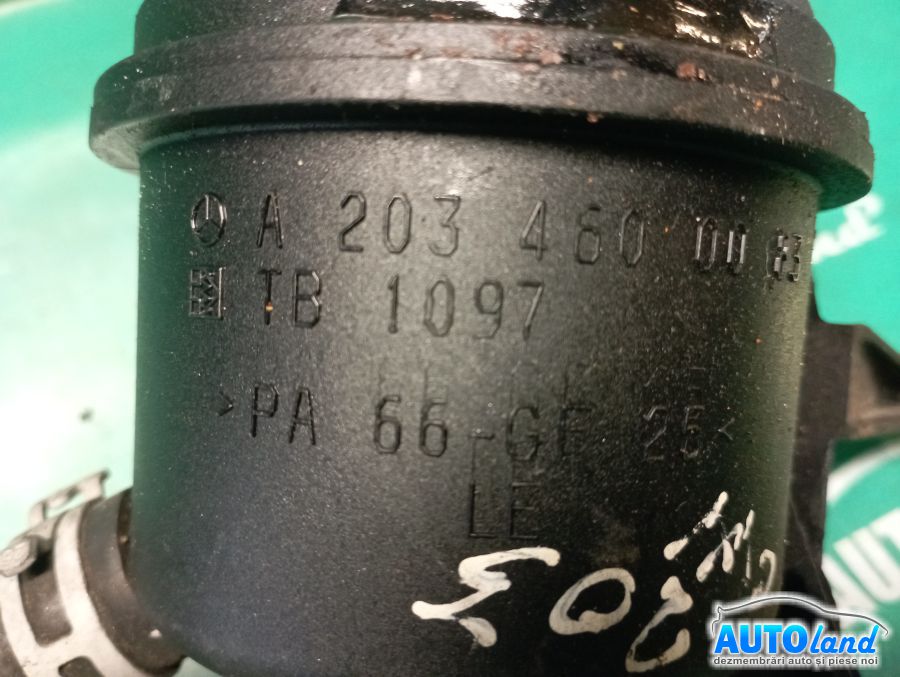 A 203 460 00 83
TB 1097
>PA 66-GF 25<
LE
203
AUTOland
dezmembrări auto și piese noi